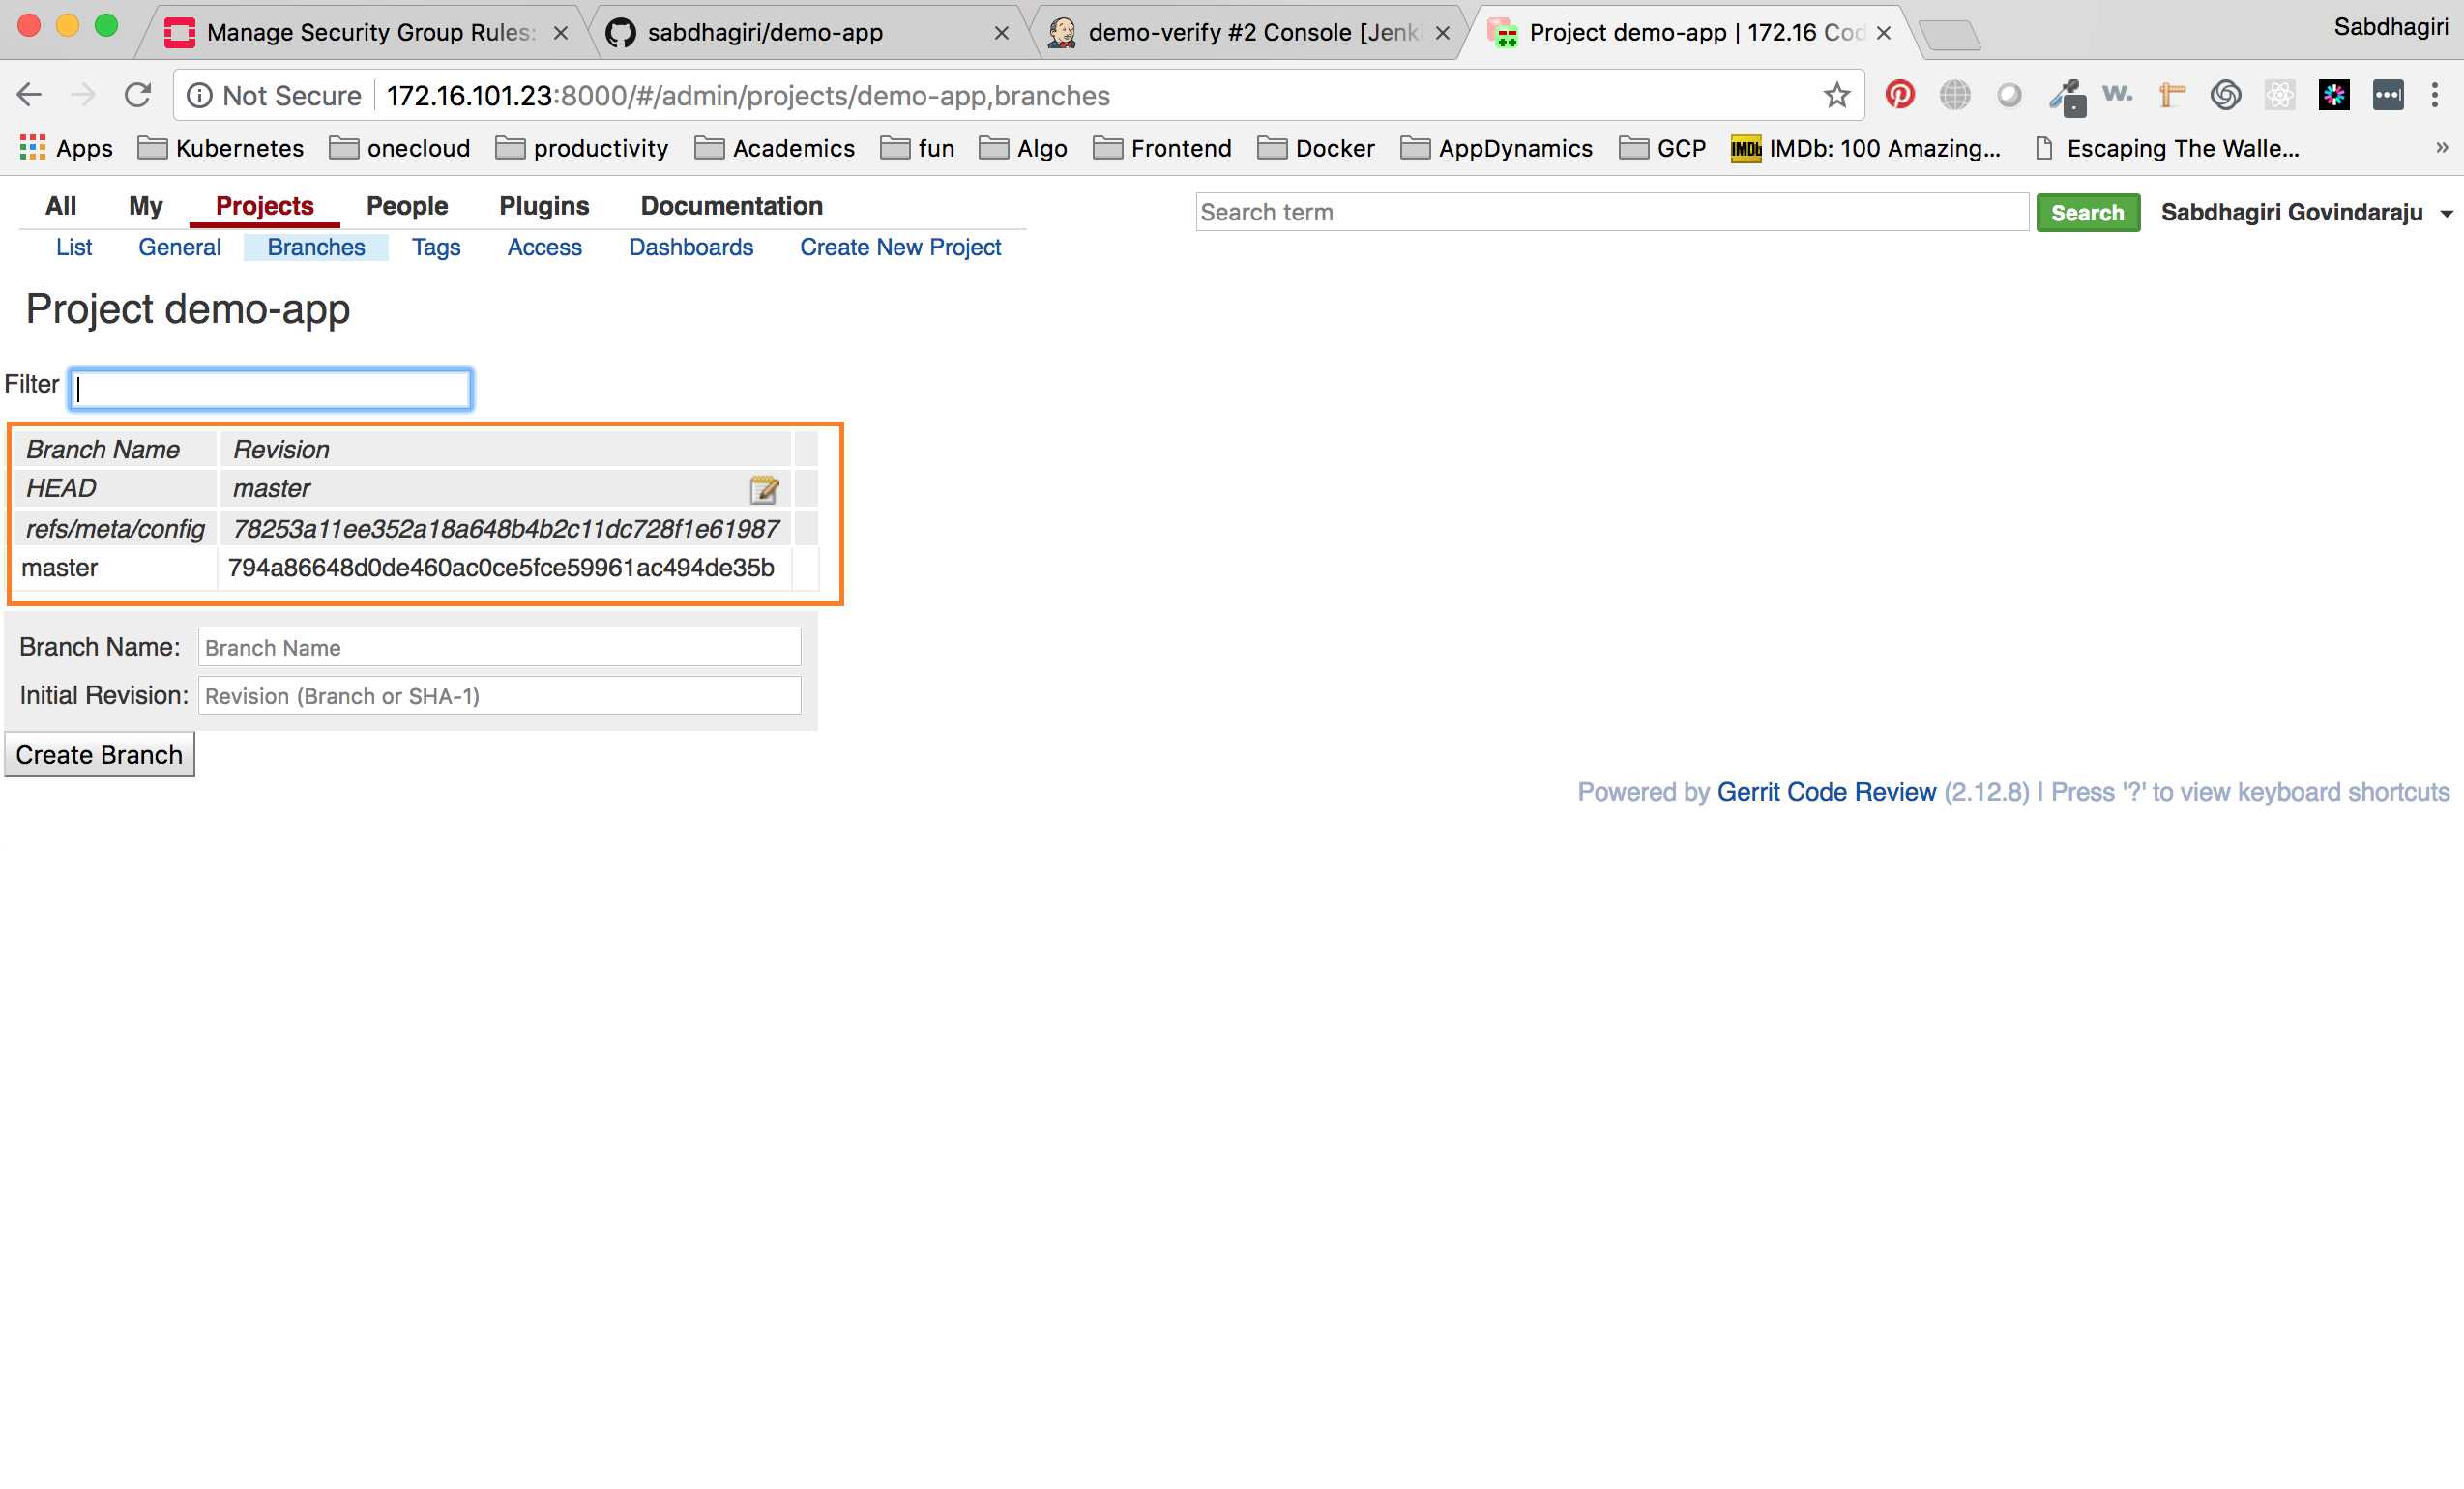 Manage Security Group Rules:
sabdhagiri/demo-app
demo-verify #2 Console [Jenki
Project demo-app | 172.16 Cod
Sabdhagiri
Not Secure 172.16.101.23:8000/#/admin/projects/demo-app,branches
Apps Kubernetes onecloud productivity Academics fun Algo Frontend Docker AppDynamics GCP IMDb IMDb: 100 Amazing... Escaping The Walle... »
All My Projects People Plugins Documentation
Search term Search Sabdhagiri Govindaraju
List General Branches Tags Access Dashboards Create New Project
Project demo-app
Filter
Branch Name Revision
HEAD master
refs/meta/config 78253a11ee352a18a648b4b2c11dc728f1e61987
master 794a86648d0de460ac0ce5fce59961ac494de35b
Branch Name: Branch Name
Initial Revision: Revision (Branch or SHA-1)
Create Branch
Powered by Gerrit Code Review (2.12.8) | Press '?' to view keyboard shortcuts